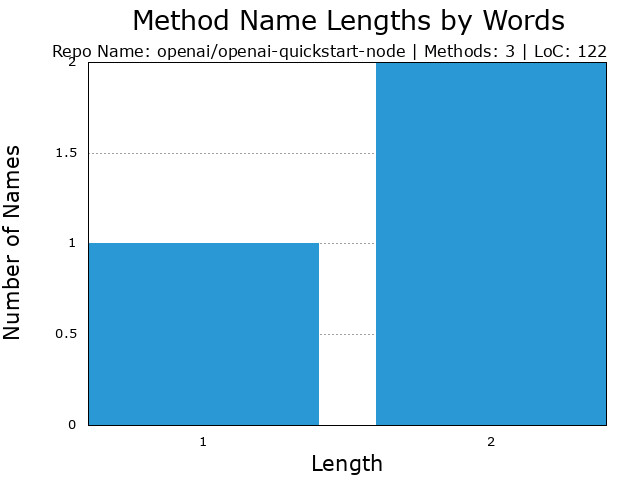 Method Name Lengths by Words
Repo Name: openai/openai-quickstart-node | Methods: 3 | LoC: 122
Number of Names
2
1.5
1
0.5
0
1 2
Length